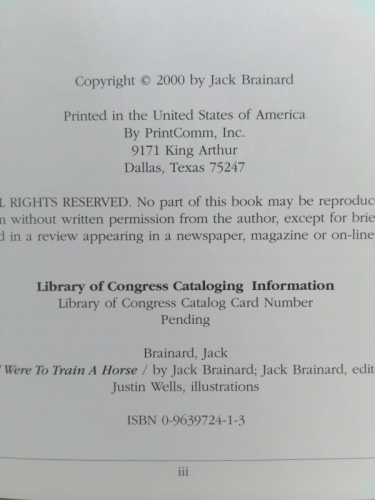 Copyright © 2000 by Jack Brainard
Printed in the United States of America
By PrintComm, Inc.
9171 King Arthur
Dallas, Texas 75247
RIGHTS RESERVED. No part of this book may be
without written permission from the author, except for
in a review appearing in a newspaper, magazine or on-line
Library of Congress Cataloging Information
Library of Congress Catalog Card Number
Pending
Brainard, Jack
Were To Train A Horse / by Jack Brainard; Jack Brainard,
Justin Wells, illustrations
ISBN 0-9639724-1-3
iii